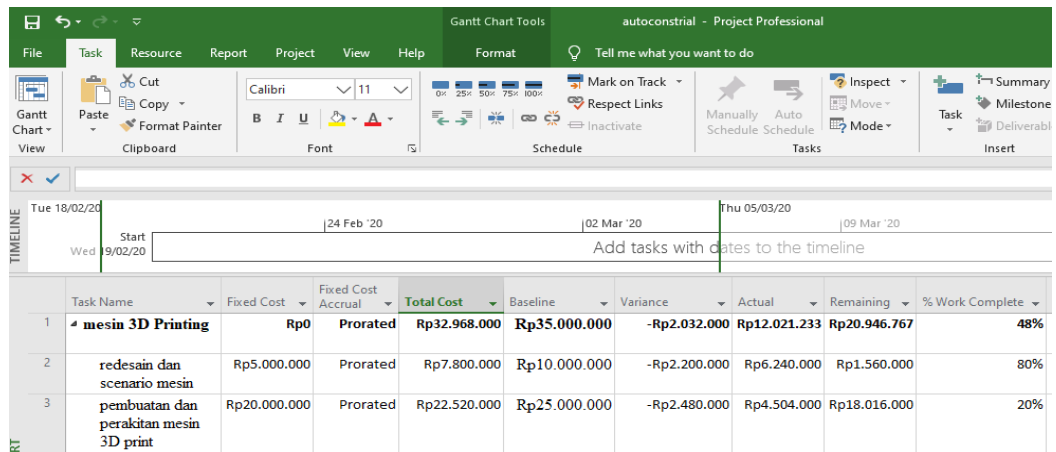 Gantt Chart Tools
autoconstrial - Project Professional
File
Task
Resource
Report
Project
View
Help
Format
Tell me what you want to do
Gantt
Chart
View
Paste
Cut
Copy
Format Painter
Clipboard
Calibri
11
B I U
A
Font
0× 25× 50× 75× 100×
Mark on Track
Respect Links
Inactivate
Schedule
Manually
Schedule
Auto
Schedule
Inspect
Move
Mode
Tasks
Task
Summary
Milestone
Deliverabl
Insert
TIMELINE
Tue 18/02/20
Thu 05/03/20
24 Feb '20
02 Mar '20
09 Mar '20
Start
Wed 19/02/20
Add tasks with dates to the timeline
Task Name Fixed Cost Fixed Cost Accrual Total Cost Baseline Variance Actual Remaining % Work Complete
1 mesin 3D Printing Rp0 Prorated Rp32.968.000 Rp35.000.000 -Rp2.032.000 Rp12.021.233 Rp20.946.767 48%
2 redesain dan Rp5.000.000 Prorated Rp7.800.000 Rp10.000.000 -Rp2.200.000 Rp6.240.000 Rp1.560.000 80%
scenario mesin
3 pembuatan dan Rp20.000.000 Prorated Rp22.520.000 Rp25.000.000 -Rp2.480.000 Rp4.504.000 Rp18.016.000 20%
perakitan mesin
3D print
RT